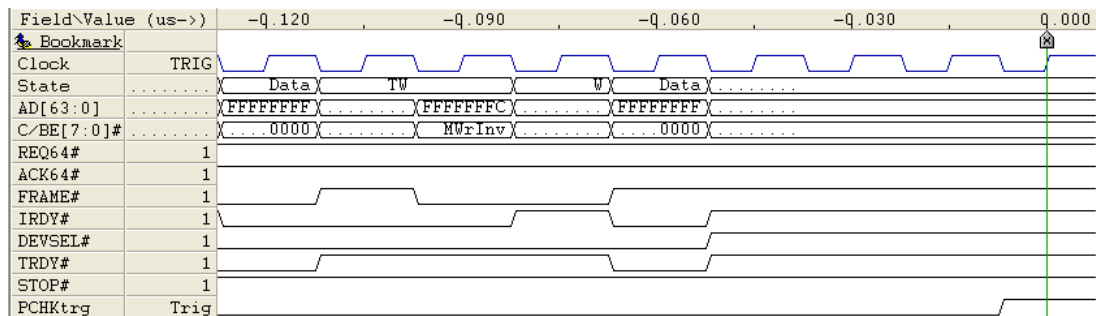 Field\Value (us->) -0.120 -0.090 -0.060 -0.030 0.000
Bookmark
Clock TRIG
State ........ Data TW W Data ........
AD[63:0] ........ FFFFFFFF ........ FFFFFFFC ........ FFFFFFFF ........
C/BE[7:0]# ........ ....0000 ........ MWrInv ........ ....0000 ........
REQ64# 1
ACK64# 1
FRAME# 1
IRDY# 1
DEVSEL# 1
TRDY# 1
STOP# 1
PCHKtrg Trig